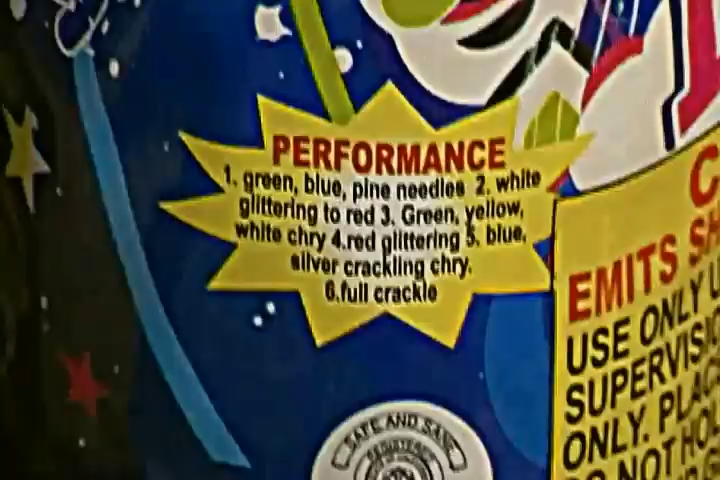 PERFORMANCE
1. green, blue, pine needles 2. white
glittering to red 3. Green, yellow,
white chry 4.red glittering 5. blue,
silver crackling chry.
6.full crackle
SAFE AND SANE
REGISTERED
C
EMITS SH
USE ONLY U
SUPERVISIO
ONLY. PLAC
DO NOT HOL